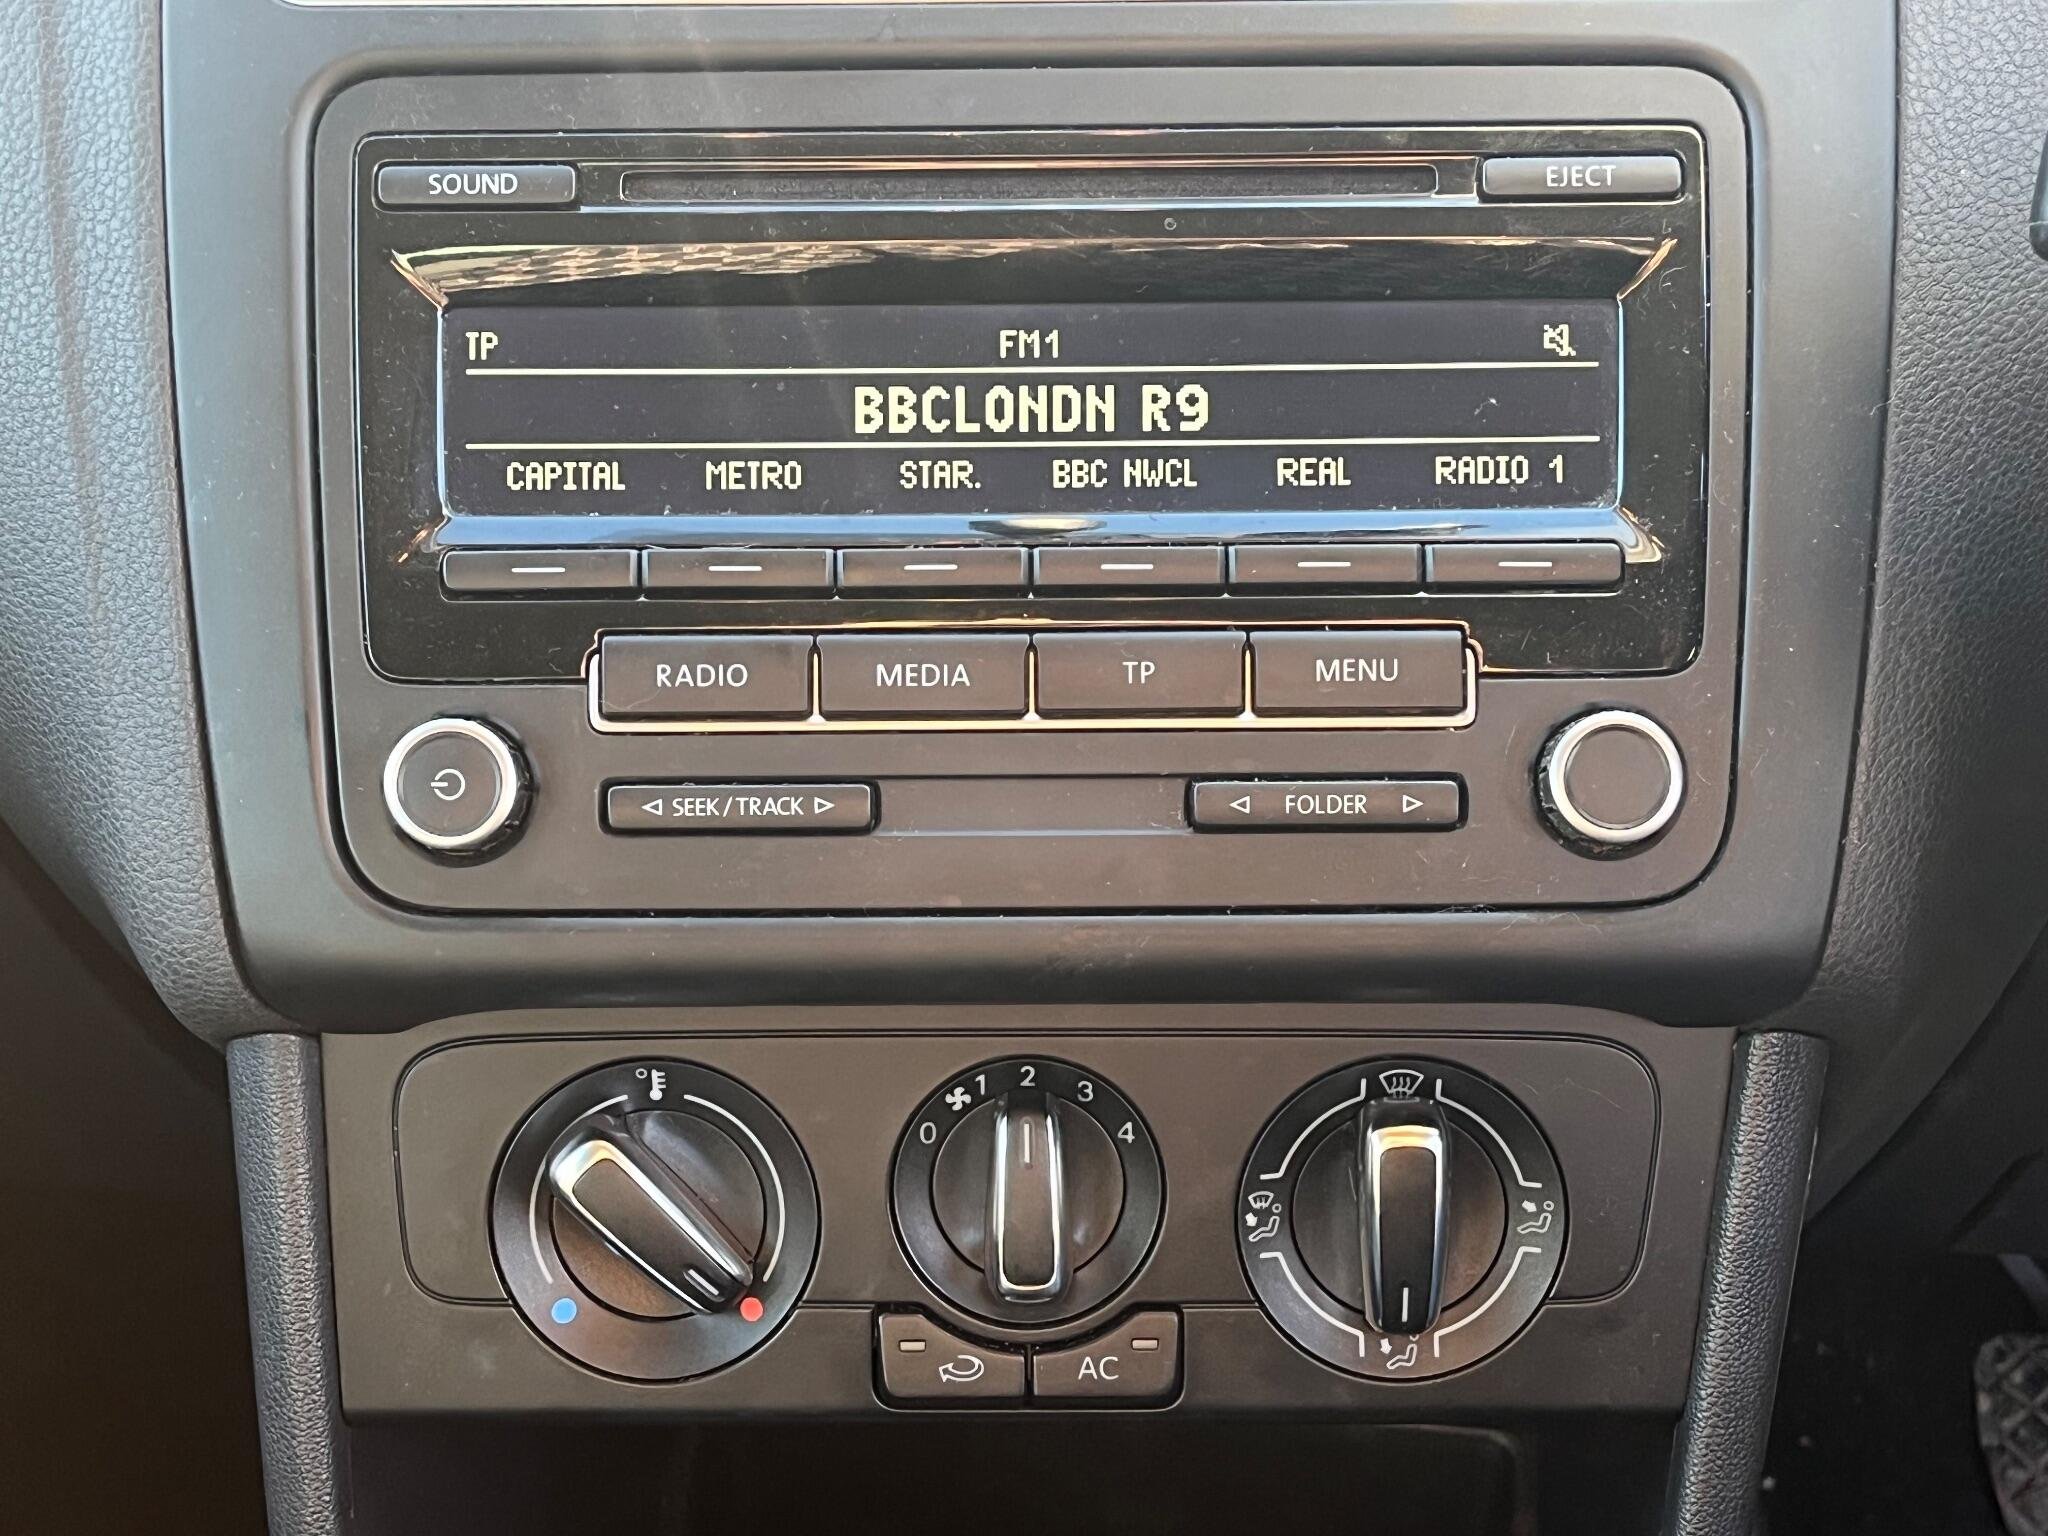 SOUND EJECT
TP FM1
BBCLONDN R9
CAPITAL METRO STAR. BBC NWCL REAL RADIO 1
RADIO MEDIA TP MENU
SEEK/TRACK FOLDER
0 1 2 3 4
AC